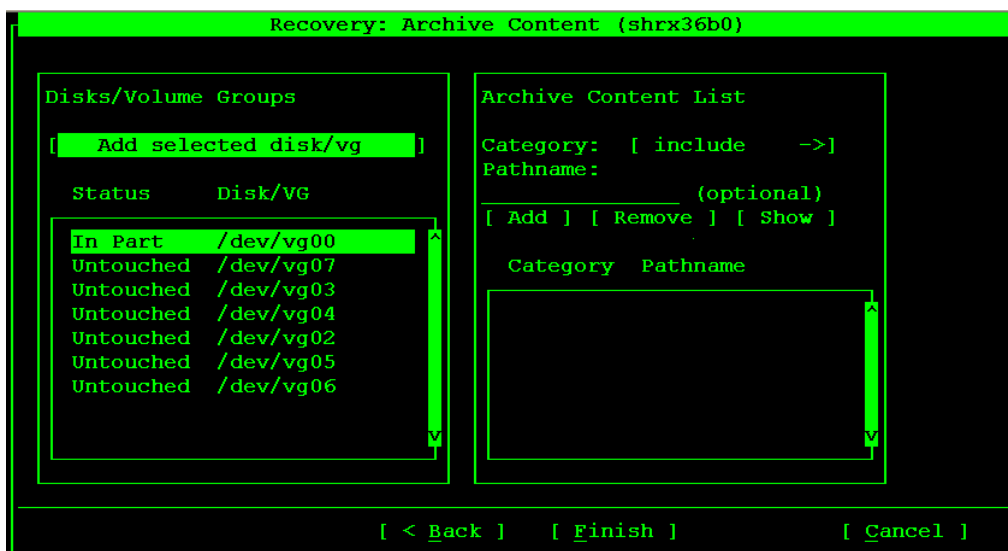 Recovery: Archive Content (shrx36b0)
Disks/Volume Groups
[ Add selected disk/vg ]
Status Disk/VG
In Part /dev/vg00
Untouched /dev/vg07
Untouched /dev/vg03
Untouched /dev/vg04
Untouched /dev/vg02
Untouched /dev/vg05
Untouched /dev/vg06
Archive Content List
Category: [ include ->]
Pathname:
____________________ (optional)
[ Add ] [ Remove ] [ Show ]
Category Pathname
[ < Back ] [ Finish ] [ Cancel ]